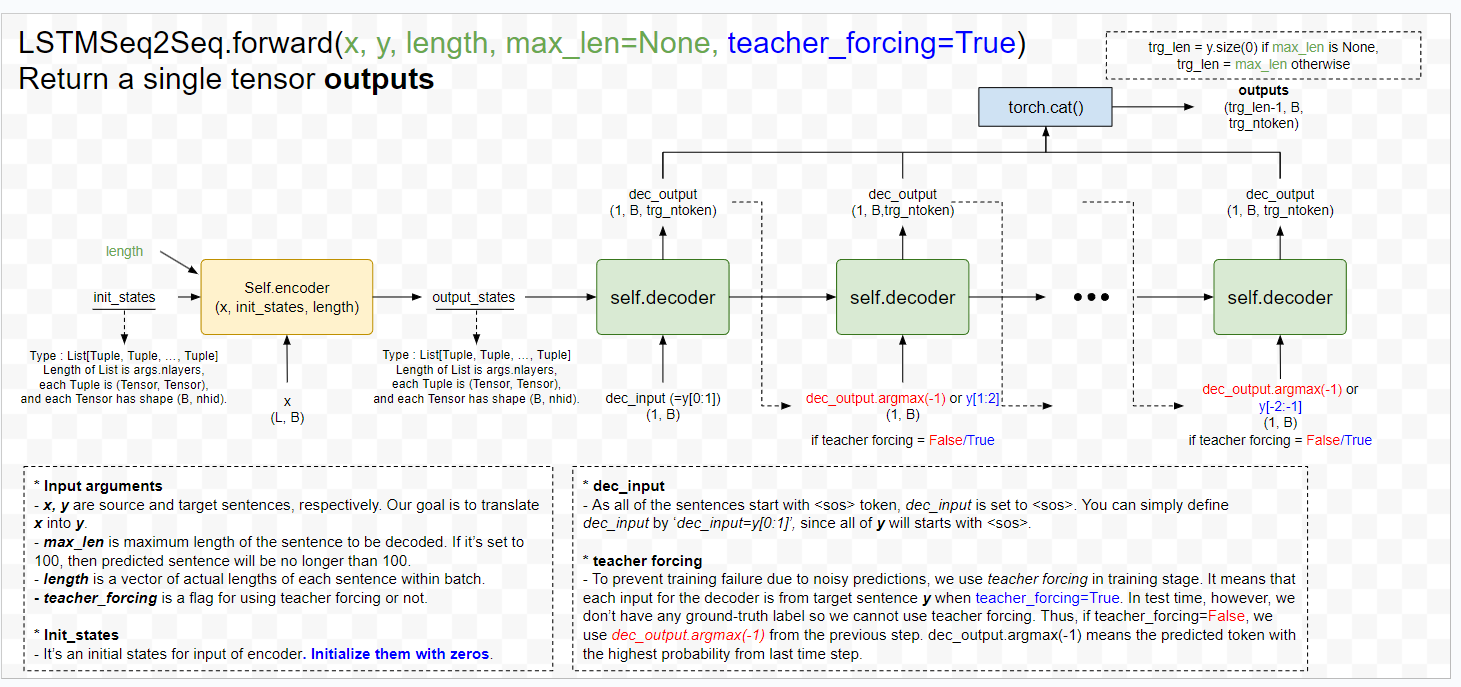 LSTMSeq2Seq.forward(x, y, length, max_len=None, teacher_forcing=True)
Return a single tensor outputs
trg_len = y.size(0) if max_len is None,
trg_len = max_len otherwise
torch.cat()
outputs
(trg_len-1, B,
trg_ntoken)
dec_output
(1, B, trg_ntoken)
dec_output
(1, B,trg_ntoken)
dec_output
(1, B, trg_ntoken)
length
init_states
Self.encoder
(x, init_states, length)
output_states
self.decoder
self.decoder
self.decoder
Type : List[Tuple, Tuple, …, Tuple]
Length of List is args.nlayers,
each Tuple is (Tensor, Tensor),
and each Tensor has shape (B, nhid).
x
(L, B)
Type : List[Tuple, Tuple, …, Tuple]
Length of List is args.nlayers,
each Tuple is (Tensor, Tensor),
and each Tensor has shape (B, nhid).
dec_input (=y[0:1])
(1, B)
dec_output.argmax(-1) or y[1:2]
(1, B)
if teacher forcing = False/True
dec_output.argmax(-1) or
y[-2:-1]
(1, B)
if teacher forcing = False/True
* Input arguments
- x, y are source and target sentences, respectively. Our goal is to translate
x into y.
- max_len is maximum length of the sentence to be decoded. If it's set to
100, then predicted sentence will be no longer than 100.
- length is a vector of actual lengths of each sentence within batch.
- teacher_forcing is a flag for using teacher forcing or not.
* Init_states
- It's an initial states for input of encoder. Initialize them with zeros.
* dec_input
- As all of the sentences start with <sos> token, dec_input is set to <sos>. You can simply define
dec_input by ‘dec_input=y[0:1]’, since all of y will starts with <sos>.
* teacher forcing
- To prevent training failure due to noisy predictions, we use teacher forcing in training stage. It means that
each input for the decoder is from target sentence y when teacher_forcing=True. In test time, however, we
don't have any ground-truth label so we cannot use teacher forcing. Thus, if teacher_forcing=False, we
use dec_output.argmax(-1) from the previous step. dec_output.argmax(-1) means the predicted token with
the highest probability from last time step.